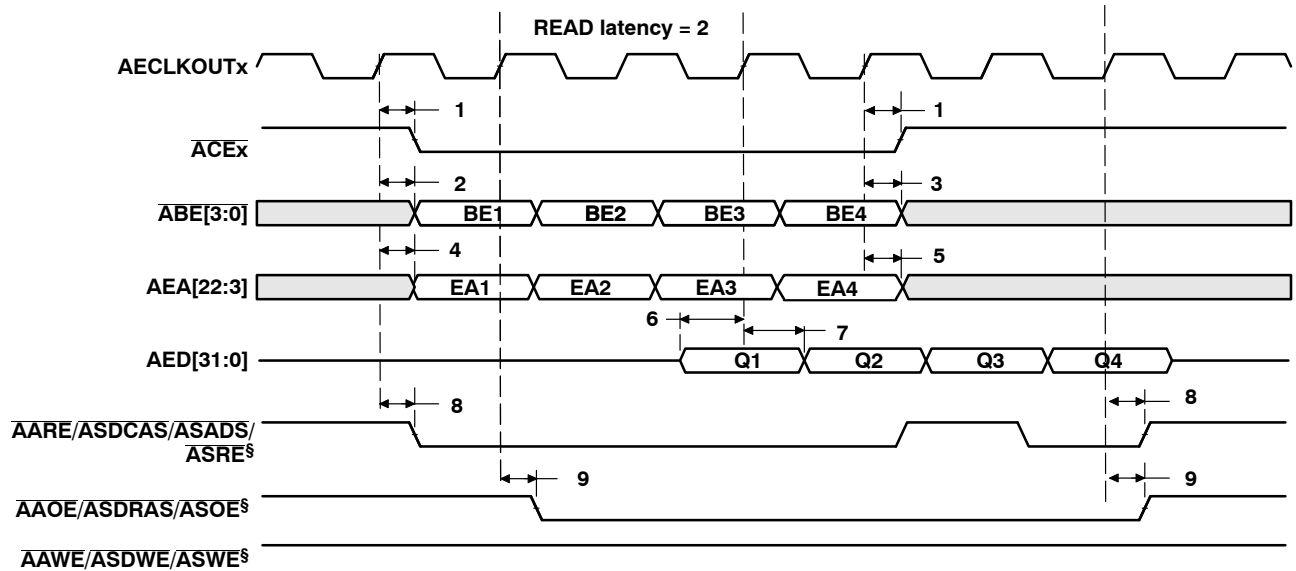 READ latency = 2
AECLKOUTx
1 1
ACEx
2 3
ABE[3:0] BE1 BE2 BE3 BE4
4 5
AEA[22:3] EA1 EA2 EA3 EA4
6 7
AED[31:0] Q1 Q2 Q3 Q4
8 8
AARE/ASDCAS/ASADS/
ASRE§
9 9
AAOE/ASDRAS/ASOE§
AAWE/ASDWE/ASWE§